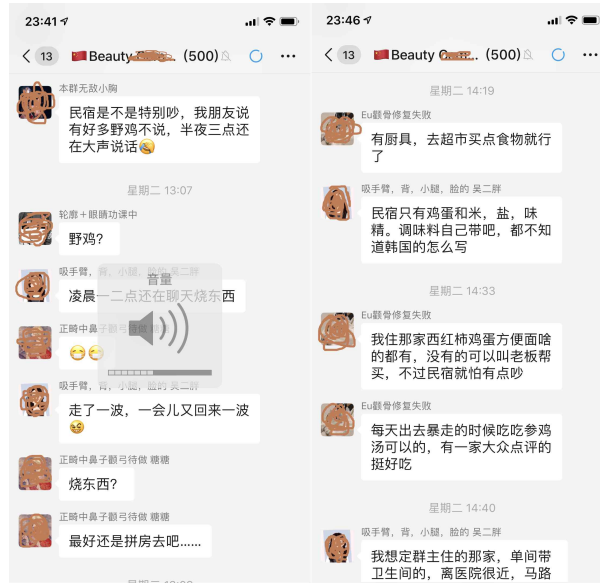 23:41
13
🇨🇳Beauty
(500)
本群无敌小胸
民宿是不是特别吵，我朋友说
有好多野鸡不说，半夜三点还
在大声说话😪
星期二 13:07
轮廓＋眼睛功课中
野鸡?
吸手臂，背，小腿，脸的 吴二胖
音量
凌晨一二点还在聊天烧东西
正畸中鼻子颧弓待做 糖糖
😷😷
吸手臂，背，小腿，脸的 吴二胖
走了一波，一会儿又回来一波
正畸中鼻子颧弓待做 糖糖
烧东西?
正畸中鼻子颧弓待做 糖糖
最好还是拼房去吧......
23:46
13
🇨🇳Beauty
(500)
星期二 14:19
Eu颧骨修复失败
有厨具，去超市买点食物就行
了
吸手臂，背，小腿，脸的 吴二胖
民宿只有鸡蛋和米，盐，味
精。调味料自己带吧，都不知
道韩国的怎么写
星期二 14:33
Eu颧骨修复失败
我住那家西红柿鸡蛋方便面啥
的都有，没有的可以叫老板帮
买，不过民宿就怕有点吵
Eu颧骨修复失败
每天出去暴走的时候吃吃参鸡
汤可以的，有一家大众点评的
挺好吃
星期二 14:40
吸手臂，背，小腿，脸的 吴二胖
我想定群主住的那家，单间带
卫生间的，离医院很近，马路